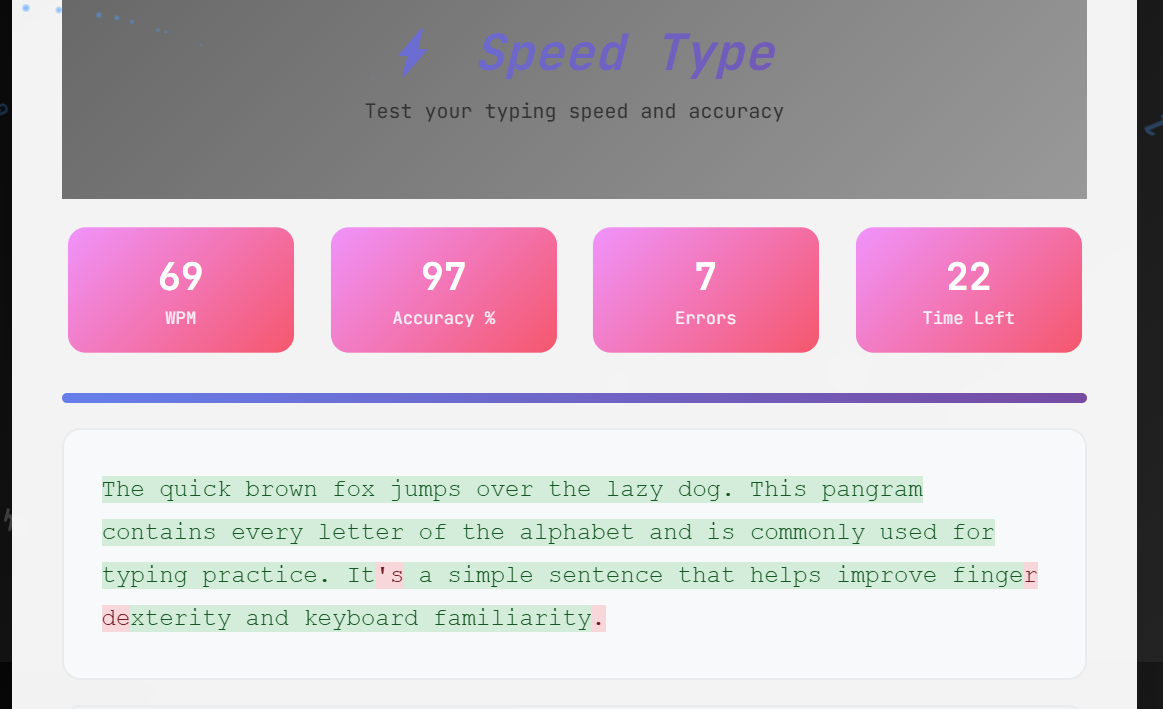 ⚡ Speed Type
Test your typing speed and accuracy
69 97 7 22
WPM Accuracy % Errors Time Left
The quick brown fox jumps over the lazy dog. This pangram
contains every letter of the alphabet and is commonly used for
typing practice. It's a simple sentence that helps improve finger
dexterity and keyboard familiarity.